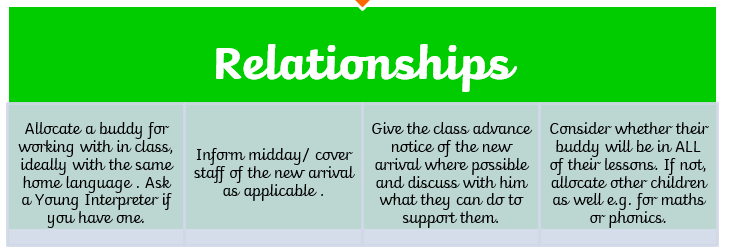 Relationships
Allocate a buddy for
working with in class,
ideally with the same
home language . Ask
a Young Interpreter if
you have one.
Inform midday/ cover
staff of the new arrival
as applicable .
Give the class advance
notice of the new
arrival where possible
and discuss with him
what they can do to
support them.
Consider whether their
buddy will be in ALL
of their lessons. If not,
allocate other children
as well e.g. for maths
or phonics.